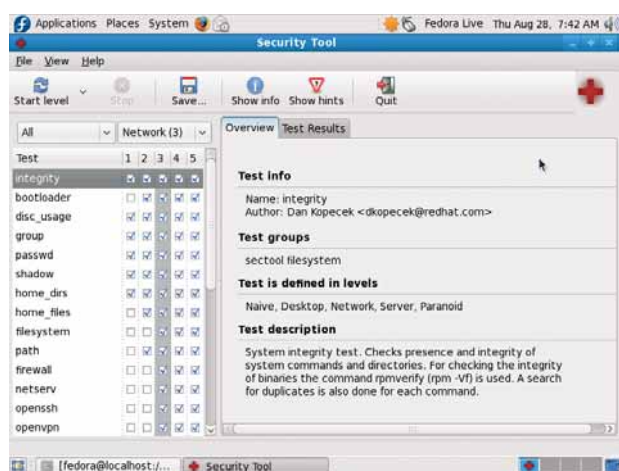 Applications Places System Fedora Live Thu Aug 28, 7:42 AM
Security Tool
File View Help
Start level Stop Save... Show info Show hints Quit
All Network (3) Overview Test Results
Test 1 2 3 4 5
integrity
bootloader
disc_usage
group
passwd
shadow
home_dirs
home_files
filesystem
path
firewall
netserv
openssh
openvpn
Test info
Name: integrity
Author: Dan Kopecek <dkopecek@redhat.com>
Test groups
sectool filesystem
Test is defined in levels
Naive, Desktop, Network, Server, Paranoid
Test description
System integrity test. Checks presence and integrity of
system commands and directories. For checking the integrity
of binaries the command rpmverify (rpm -Vf) is used. A search
for duplicates is also done for each command.
[fedora@localhost:/... Security Tool